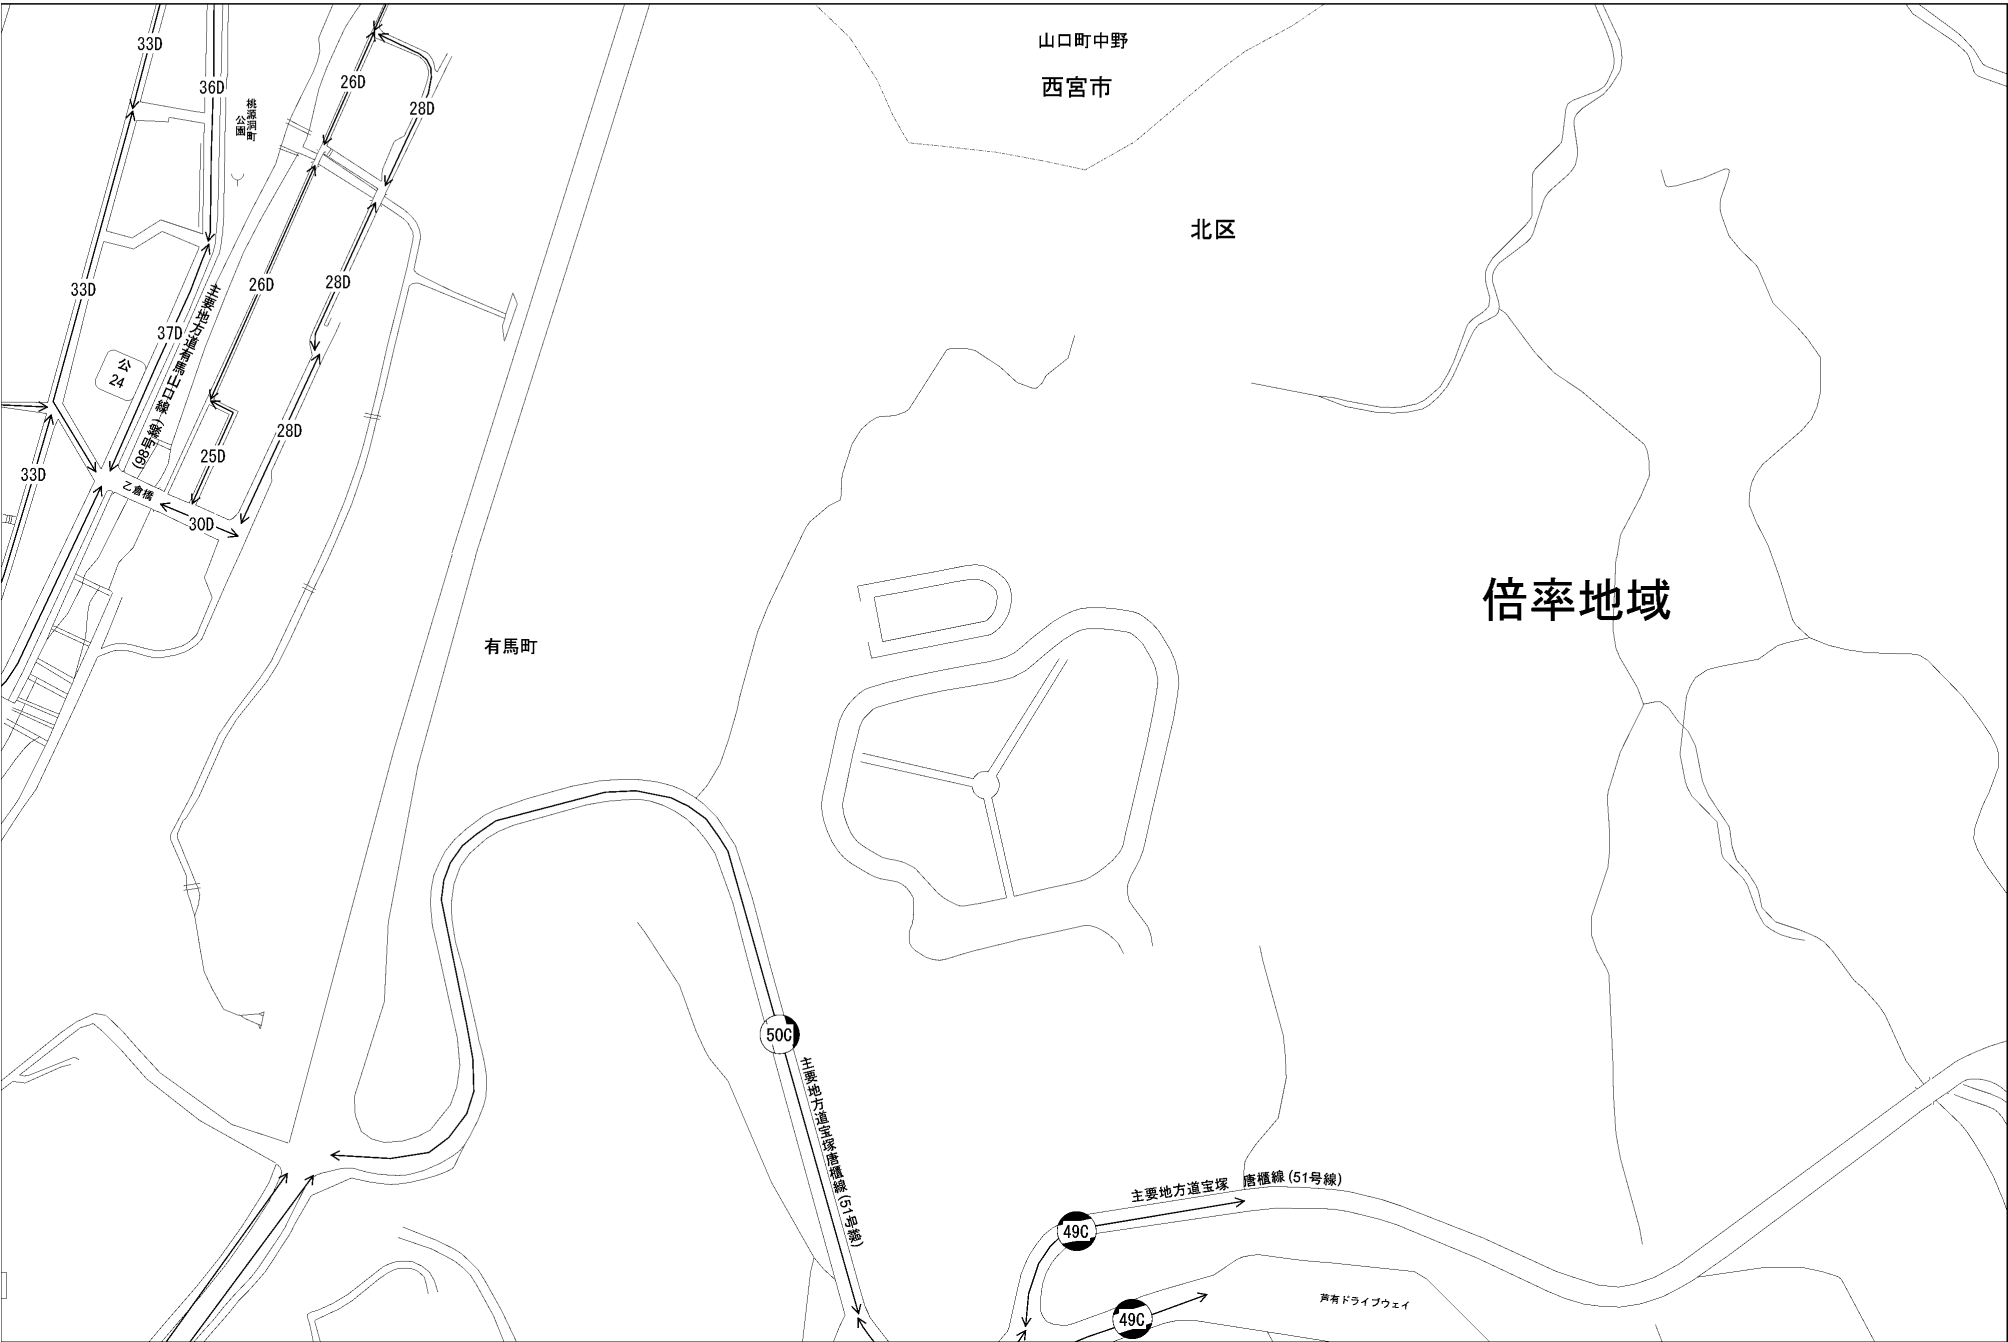 山口町中野
西宮市
33D
36D
26D
28D
桃源洞町
公園
北区
33D
26D
28D
37D
主要地方道有馬山口線
(98号線)
公
24
28D
25D
33D
乙倉橋
30D
倍率地域
有馬町
50C
主要地方道宝塚唐櫃線(51号線)
主要地方道宝塚 唐櫃線(51号線)
49C
芦有ドライブウェイ
49C